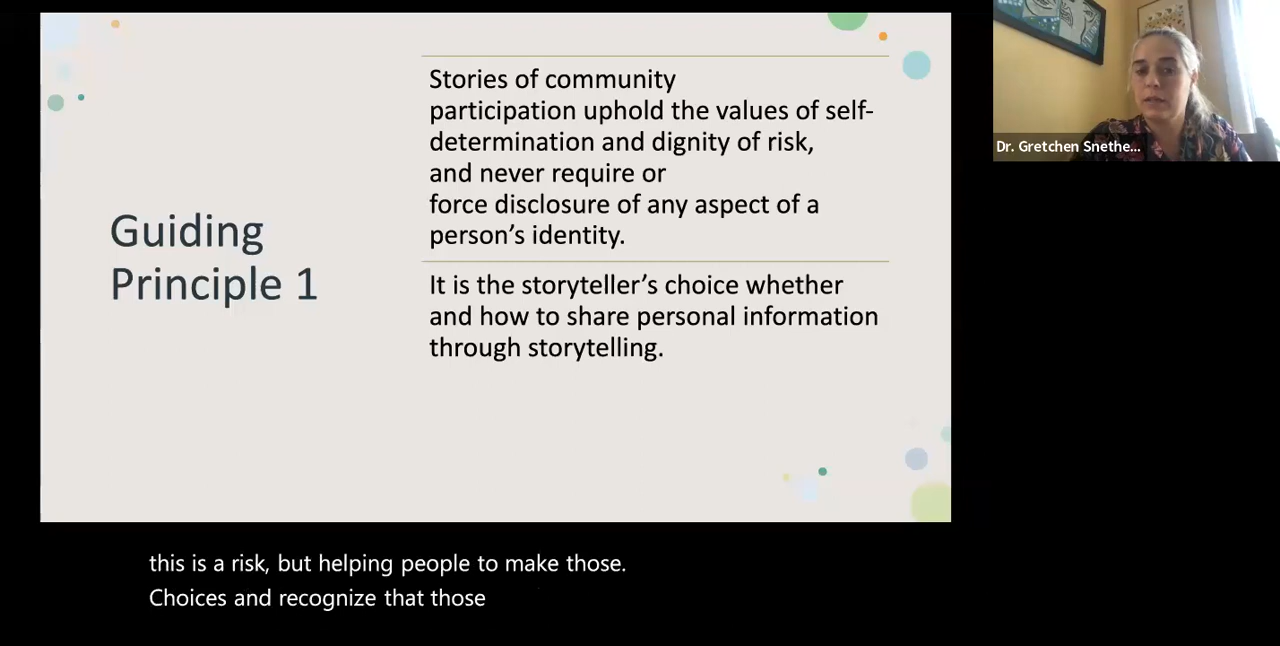 Guiding
Principle 1
Stories of community
participation uphold the values of self-
determination and dignity of risk,
and never require or
force disclosure of any aspect of a
person's identity.
It is the storyteller's choice whether
and how to share personal information
through storytelling.
Dr. Gretchen Snethe...
this is a risk, but helping people to make those.
Choices and recognize that those